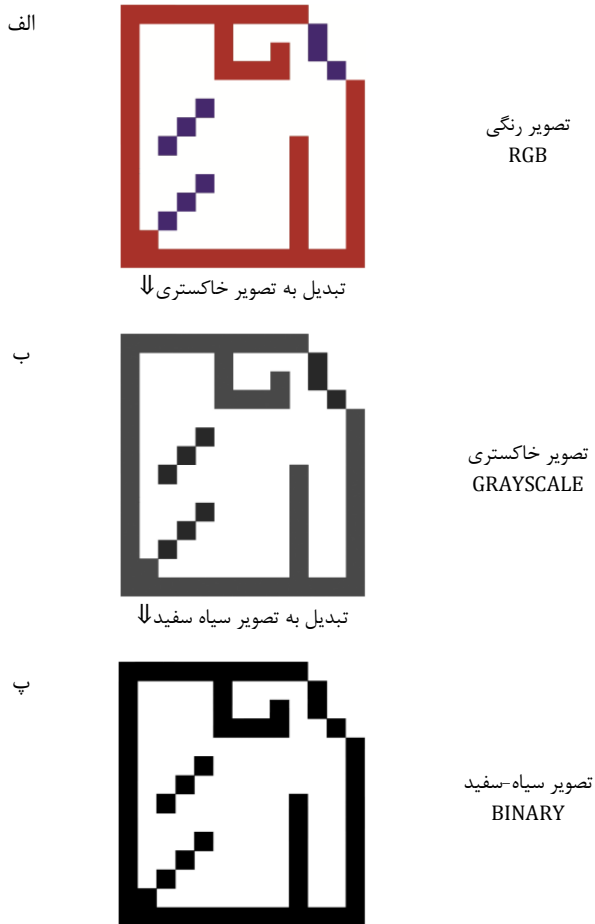 الف
تصویر رنگی
RGB
تبدیل به تصویر خاکستری⇓
ب
تصویر خاکستری
GRAYSCALE
تبدیل به تصویر سیاه سفید⇓
پ
تصویر سیاه-سفید
BINARY